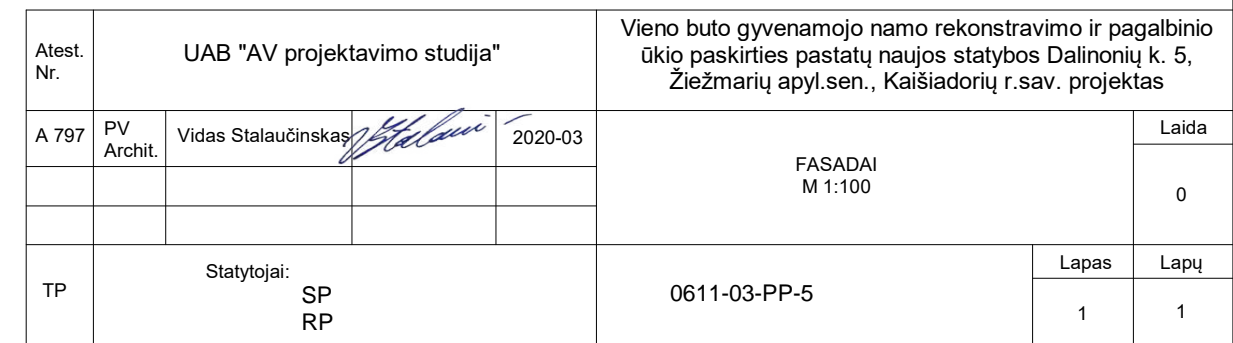 Atest.
Nr.
UAB "AV projektavimo studija"
Vieno buto gyvenamojo namo rekonstravimo ir pagalbinio
ūkio paskirties pastatų naujos statybos Dalinonių k. 5,
Žiežmarių apyl.sen., Kaišiadorių r.sav. projektas
A 797
PV
Archit.
Vidas Stalaučinskas
2020-03
FASADAI
M 1:100
Laida
0
TP
Statytojai:
SP
RP
0611-03-PP-5
Lapas
Lapų
1
1